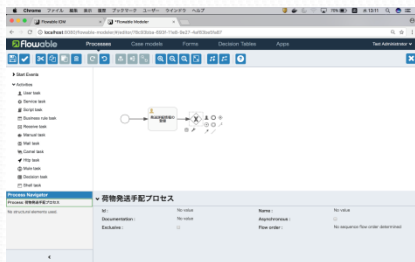 Chrome ファイル 編集 表示 履歴 ブックマーク ユーザー ウインドウ ヘルプ
Flowable IDM
*Flowable Modeler
localhost
Flowable
Processes
Case models
Forms
Decision Tables
Apps
Test Administrator
Start Events
Activities
User task
Service task
Script task
Business rule task
Receive task
Manual task
Mail task
Camel task
Http task
Mule task
Decision task
Shell task
Process Navigator
Process: 荷物発送手配プロセス
No structural elements used.
荷物発送手配プロセス
Id :
No value
Name :
No value
Documentation :
No value
Asynchronous :
Exclusive :
Flow order :
No sequence flow order determined